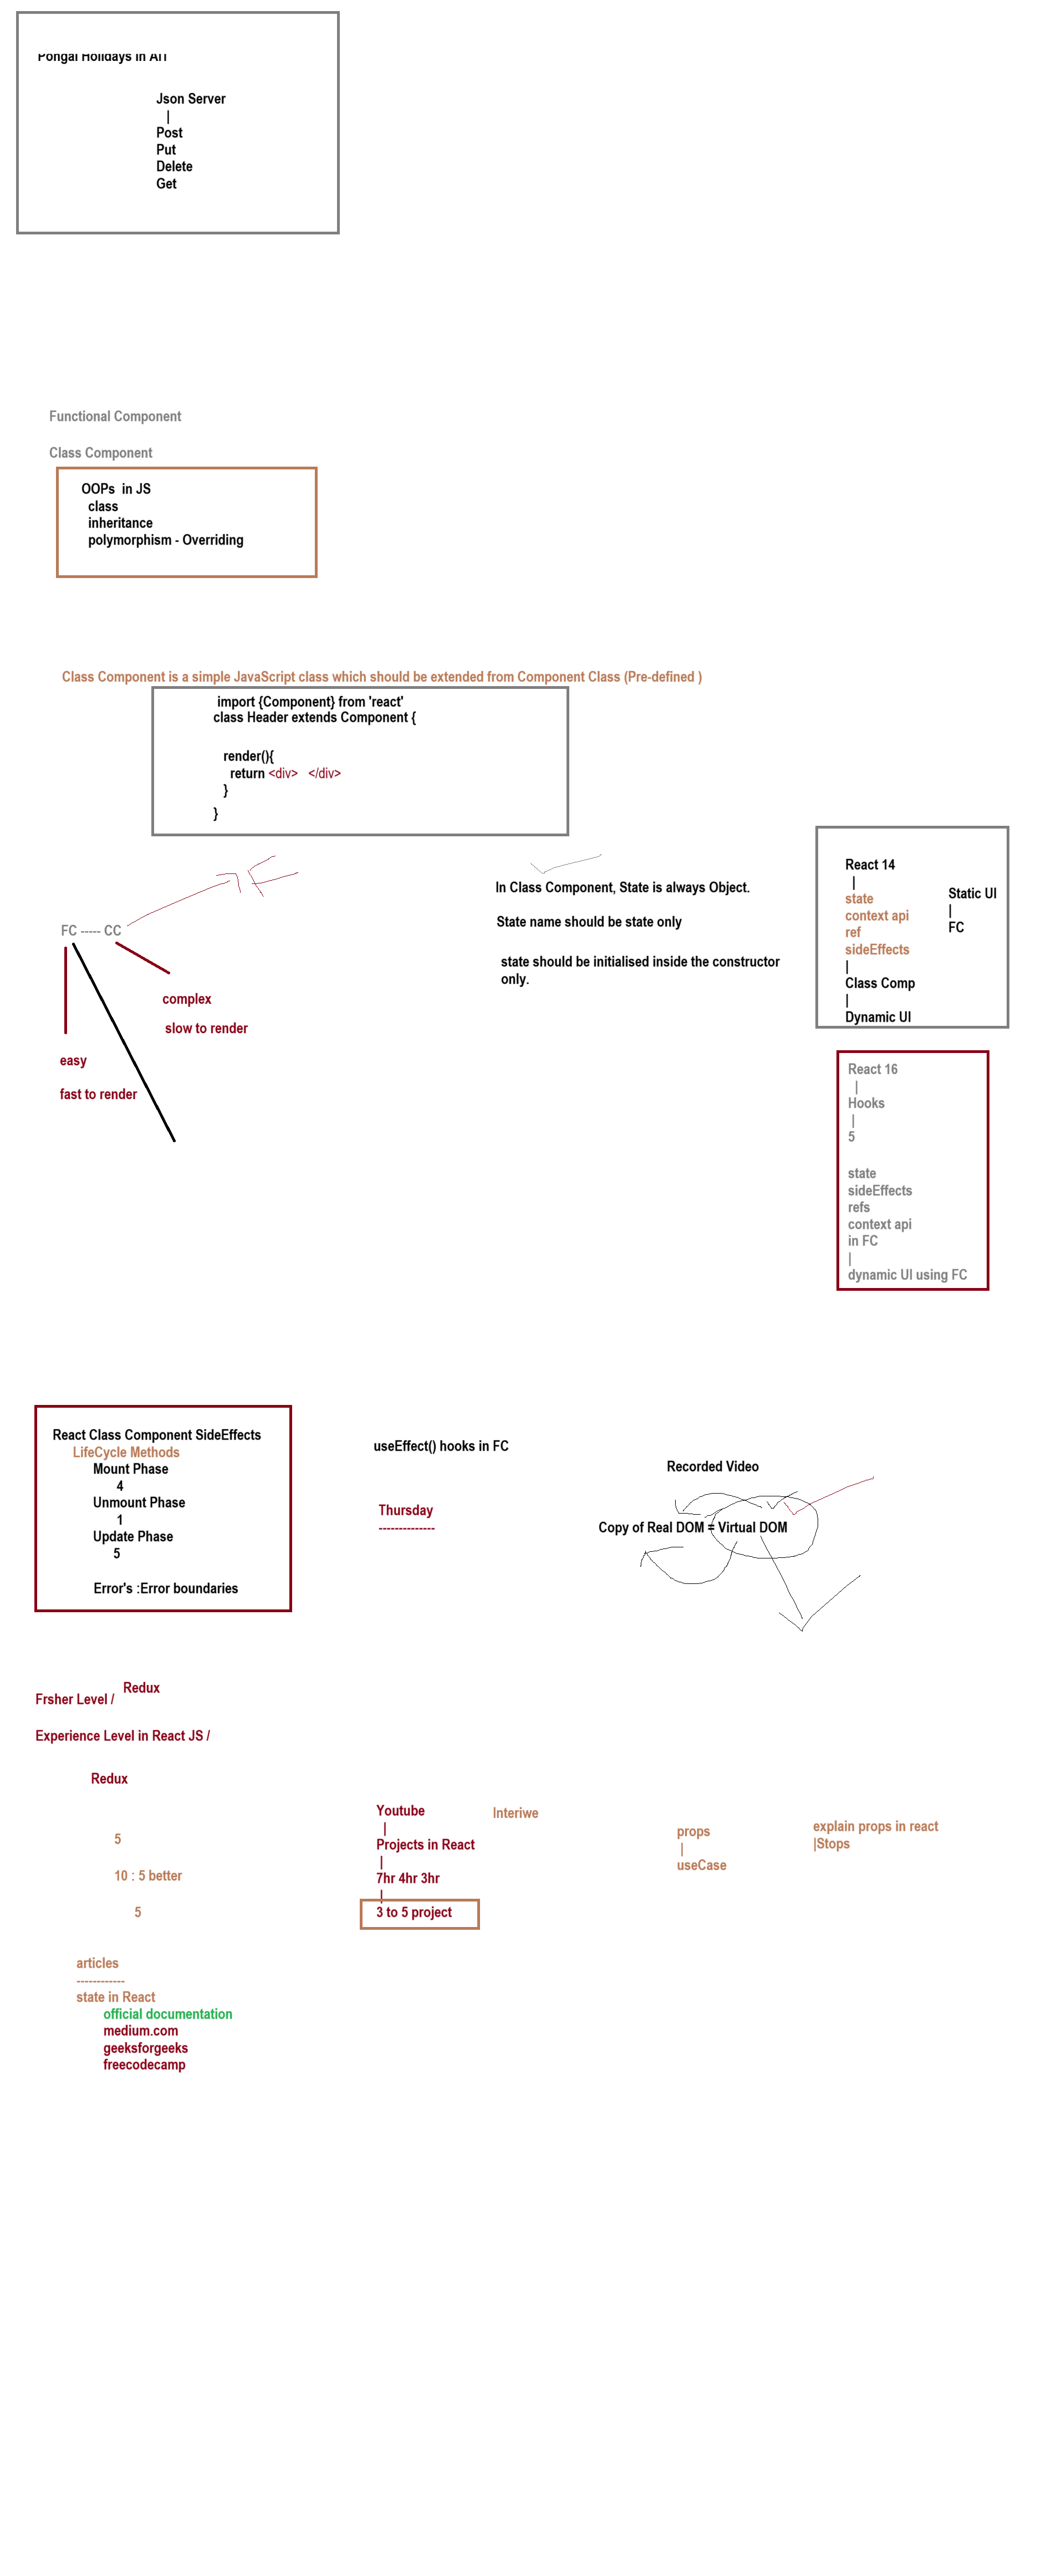 Pongal Holidays in
Json Server
|
Post
Put
Delete
Get
Functional Component
Class Component
OOPs  in JS
class
inheritance
polymorphism - Overriding
Class Component is a simple JavaScript class which should be extended from Component Class (Pre-defined )
import {Component} from 'react'
class Header extends Component {
render(){
return <div>   </div>
}
}
FC ----- CC
complex
slow to render
easy
fast to render
In Class Component, State is always Object.
State name should be state only
state should be initialised inside the constructor
only.
React 14
|
state
context api
ref
sideEffects
|
Class Comp
|
Dynamic UI
Static UI
|
FC
React 16
|
Hooks
|
5
state
sideEffects
refs
context api
in FC
|
dynamic UI using FC
React Class Component SideEffects
LifeCycle Methods
Mount Phase
4
Unmount Phase
1
Update Phase
5
Error's :Error boundaries
useEffect() hooks in FC
Thursday
--------------
Recorded Video
Copy of Real DOM = Virtual DOM
Redux
Frsher Level /
Experience Level in React JS /
Redux
5
10 : 5 better
5
Youtube
|
Projects in React
|
7hr 4hr 3hr
|
3 to 5 project
Interiwe
props
|
useCase
explain props in react
|Stops
articles
------------
state in React
official documentation
medium.com
geeksforgeeks
freecodecamp